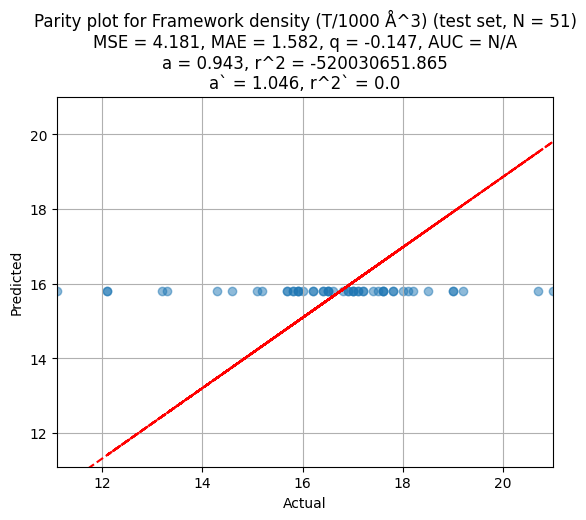 Parity plot for Framework density (T/1000 Å^3) (test set, N = 51)
MSE = 4.181, MAE = 1.582, q = -0.147, AUC = N/A
a = 0.943, r^2 = -520030651.865
a` = 1.046, r^2` = 0.0
20
18
16
14
12
Predicted
12 14 16 18 20
Actual